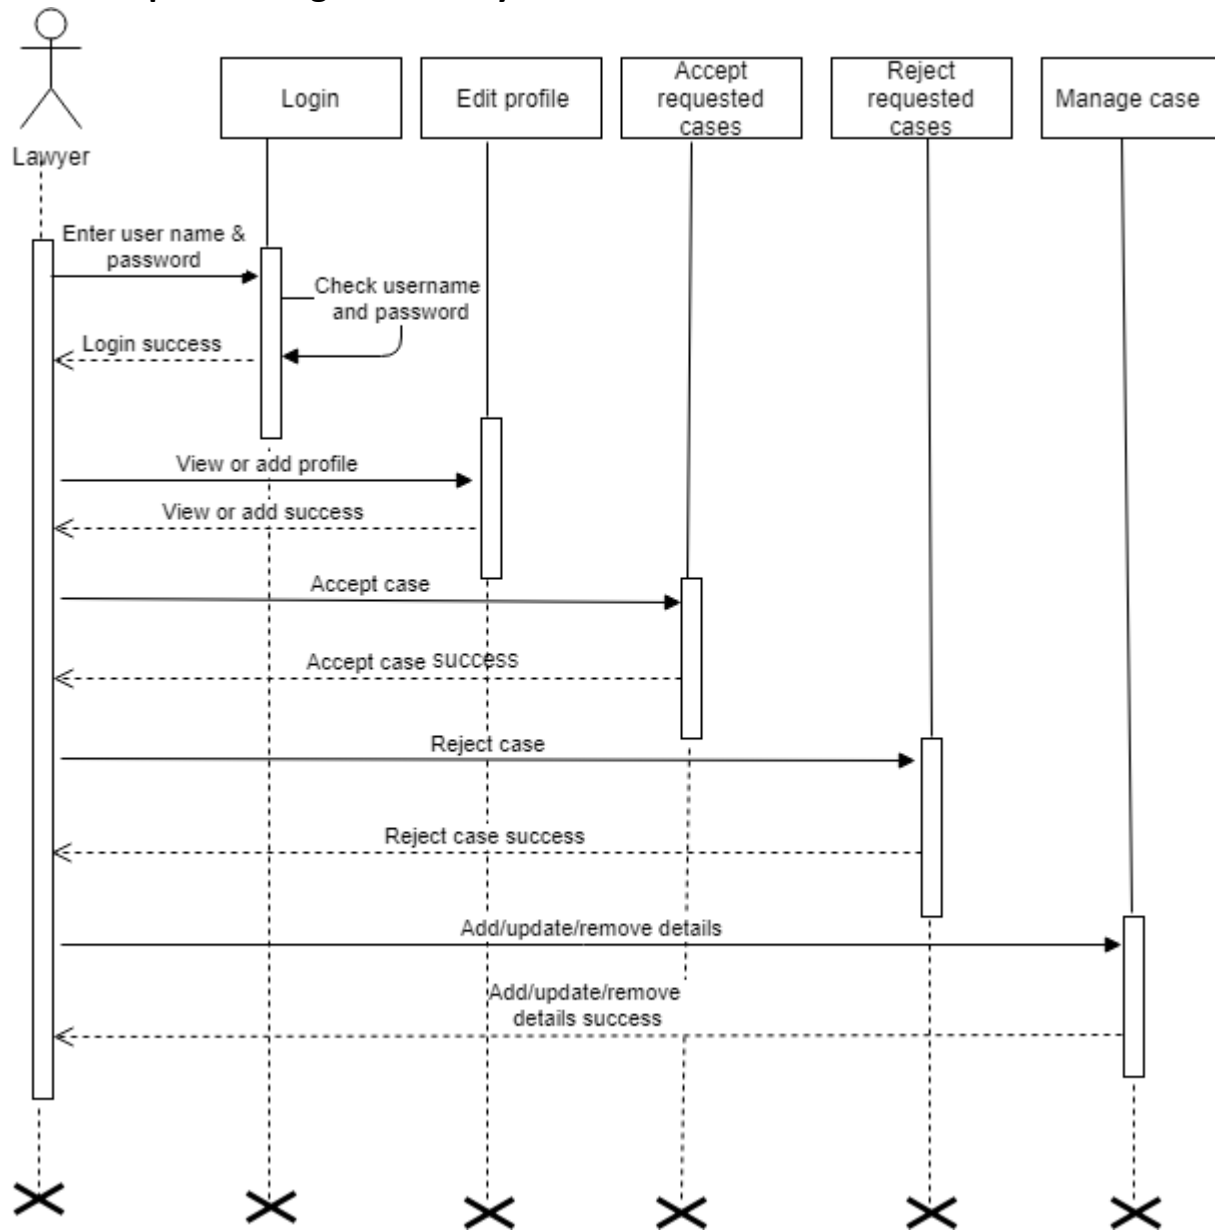 Login
Edit profile
Accept
requested
cases
Reject
requested
cases
Manage case
Lawyer
Enter user name &
password
Check username
and password
Login success
View or add profile
View or add success
Accept case
Accept case success
Reject case
Reject case success
Add/update/remove details
Add/update/remove
details success